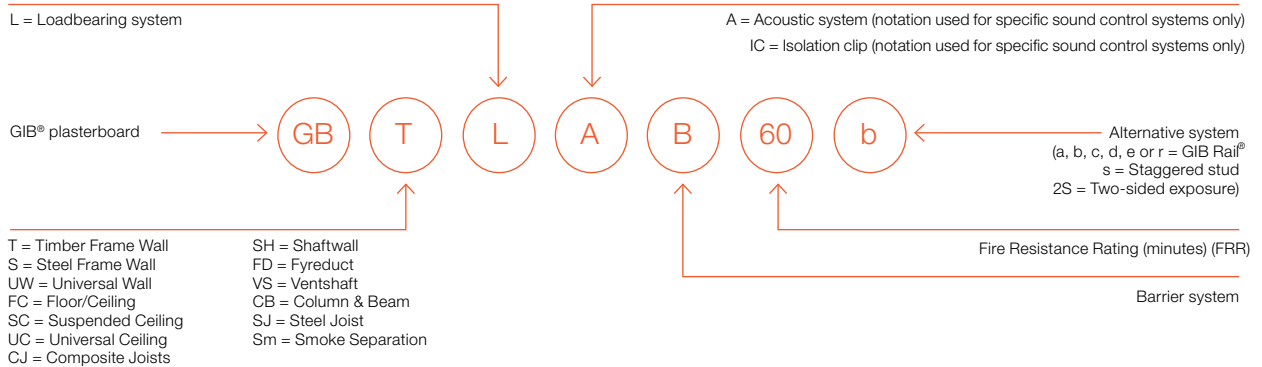 L = Loadbearing system
A = Acoustic system (notation used for specific sound control systems only)
IC = Isolation clip (notation used for specific sound control systems only)
GIB® plasterboard
GB T L A B 60 b
Alternative system
(a, b, c, d, e or r = GIB Rail®
s = Staggered stud
2S = Two-sided exposure)
T = Timber Frame Wall
S = Steel Frame Wall
UW = Universal Wall
FC = Floor/Ceiling
SC = Suspended Ceiling
UC = Universal Ceiling
CJ = Composite Joists
SH = Shaftwall
FD = Fyreduct
VS = Ventshaft
CB = Column & Beam
SJ = Steel Joist
Sm = Smoke Separation
Fire Resistance Rating (minutes) (FRR)
Barrier system